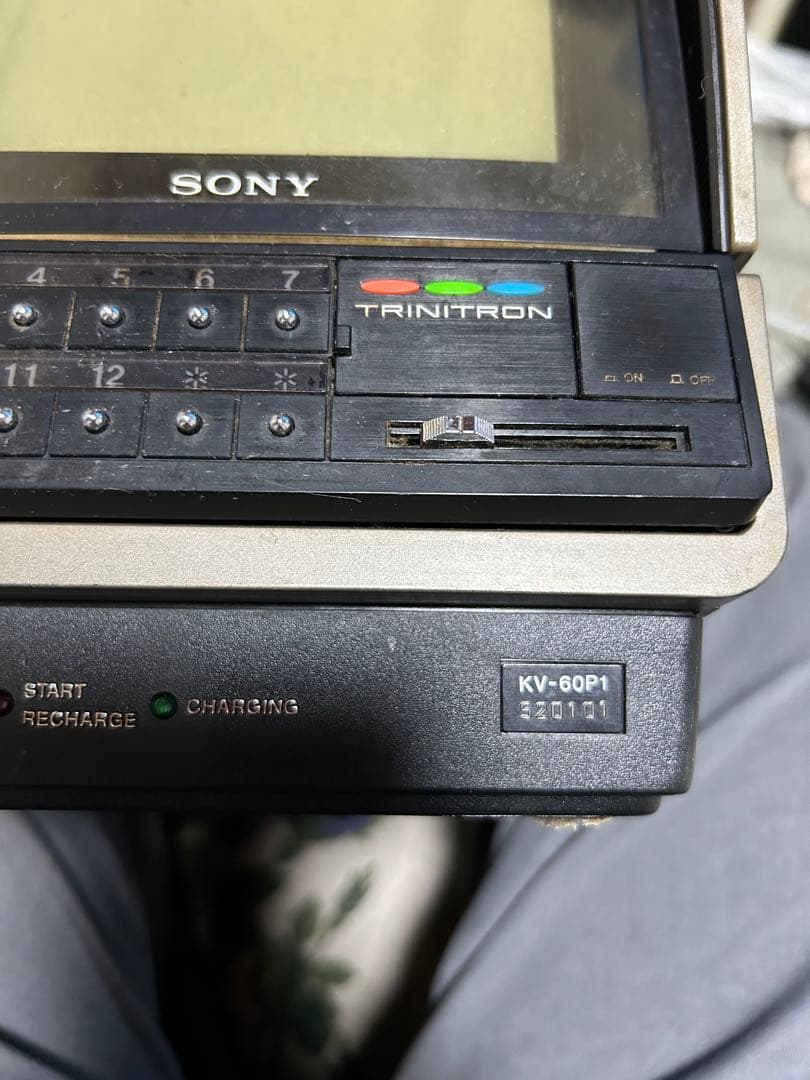 SONY
4 5 6 7
TRINITRON
11 12 * *
ON OFF
START
RECHARGE
CHARGING
KV-60P1
520101